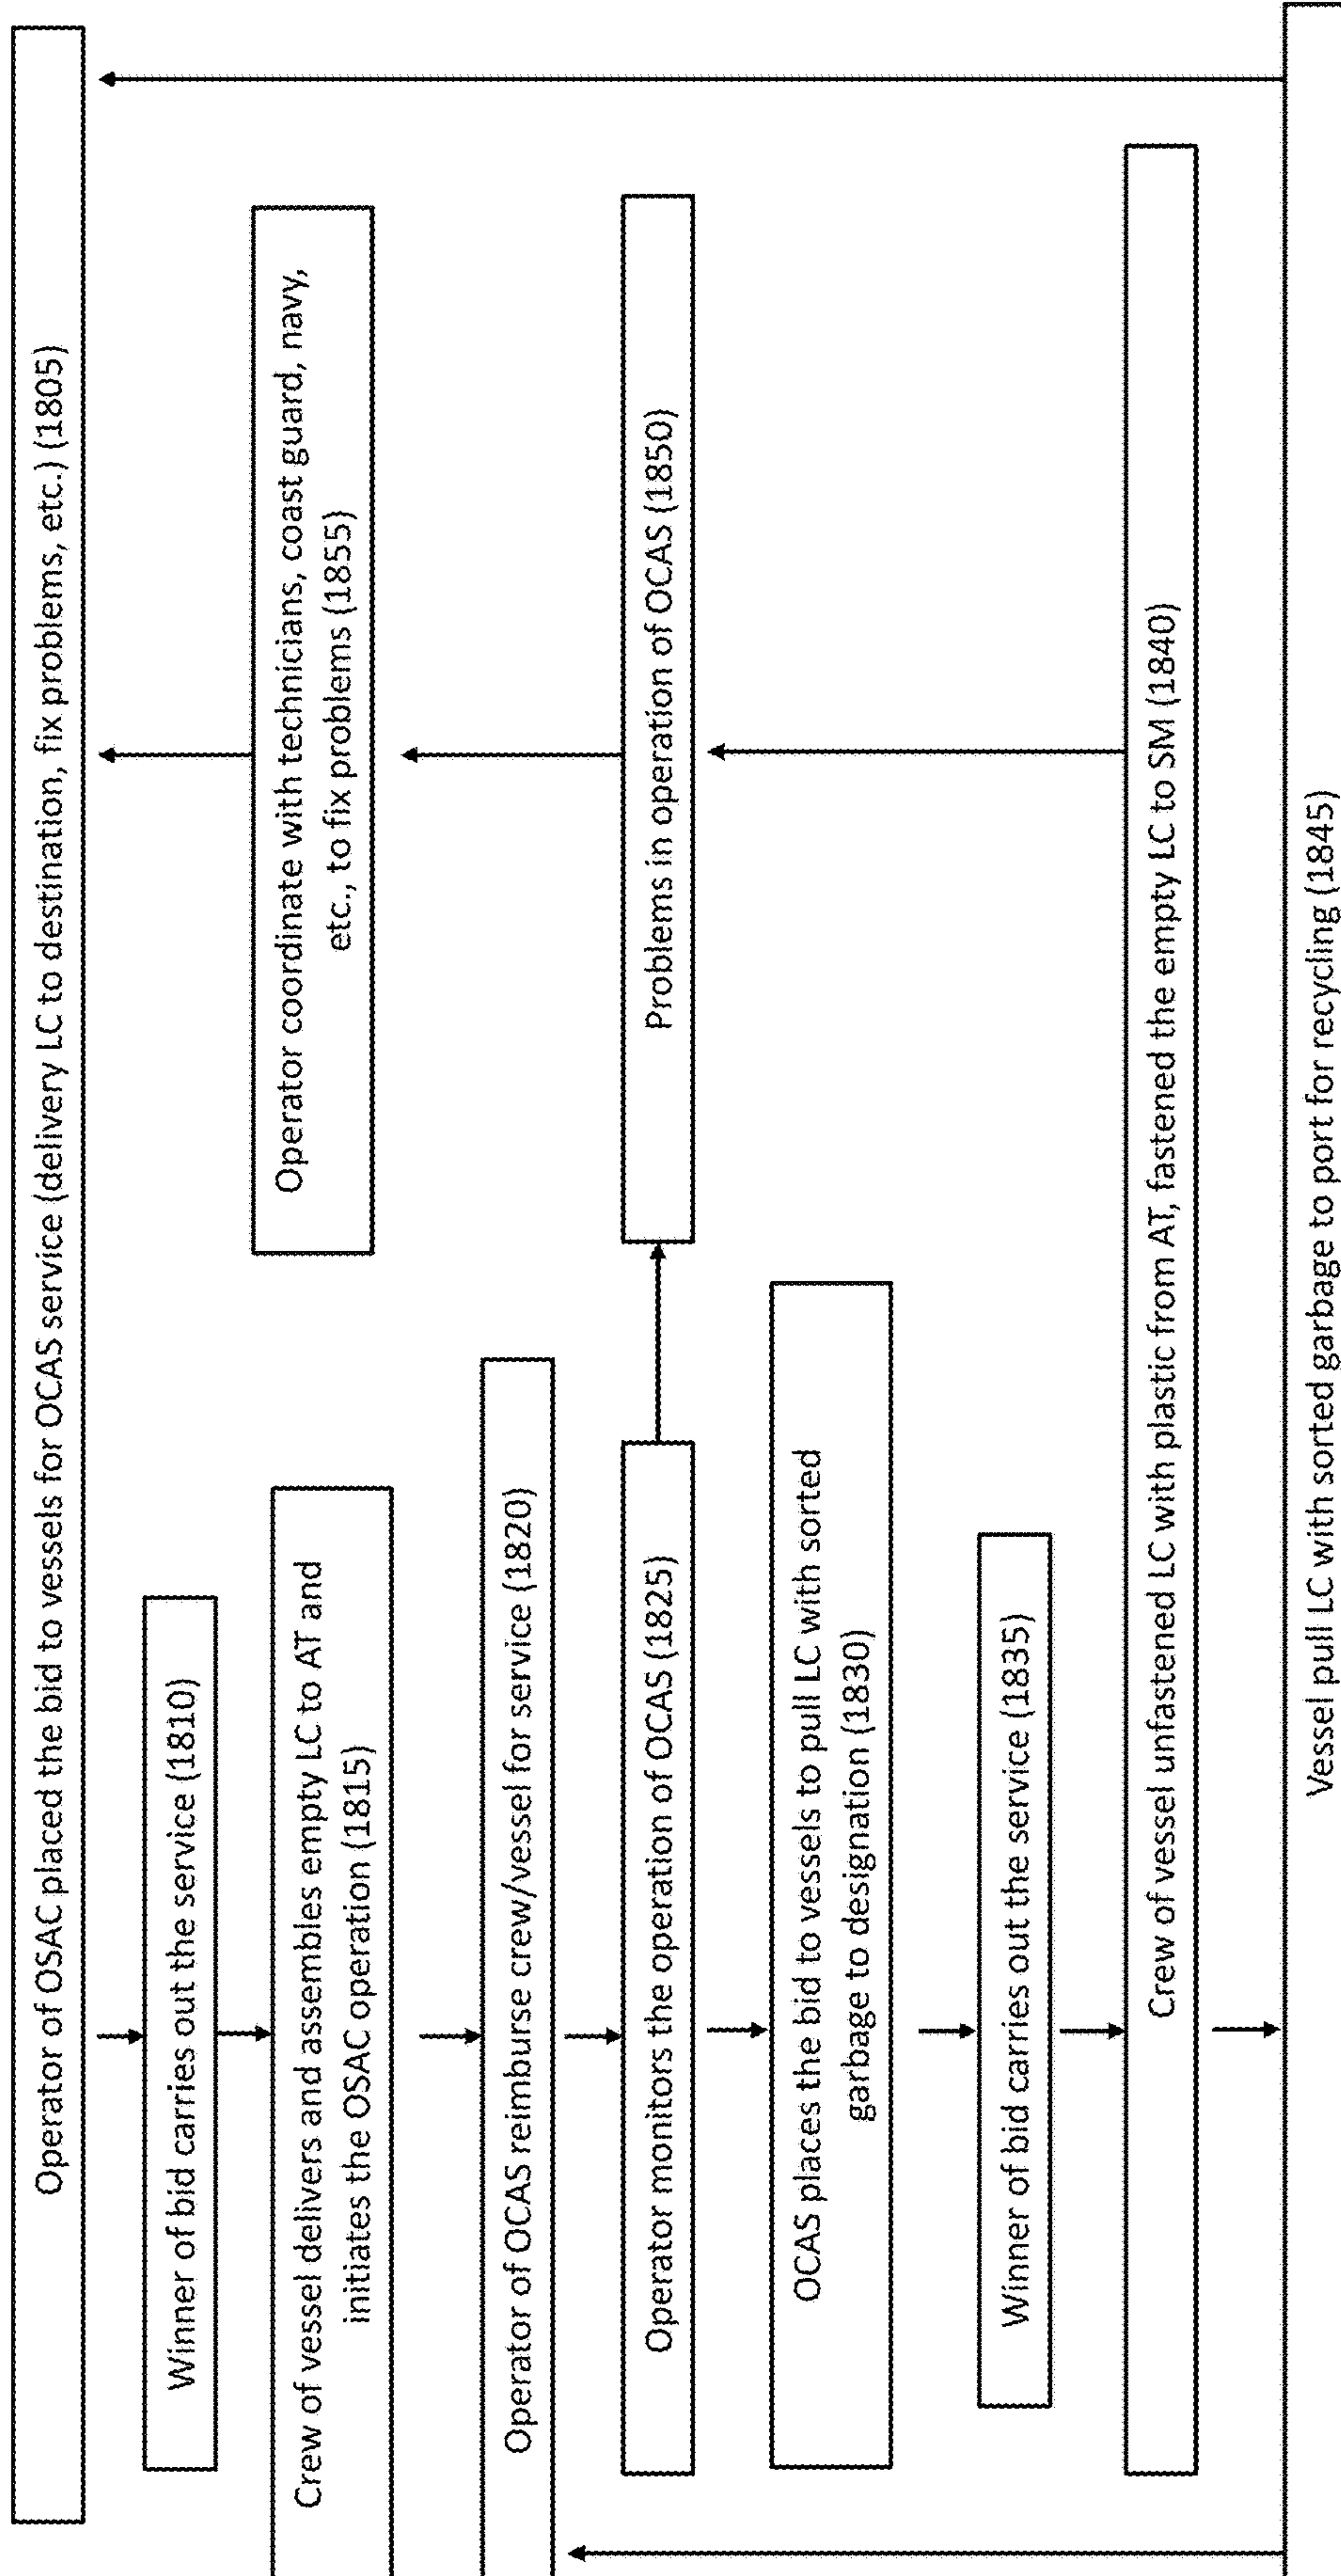 Operator of OSAC placed the bid to vessels for OCAS service (delivery LC to destination, fix problems, etc.) (1805)
Winner of bid carries out the service (1810)
Crew of vessel delivers and assembles empty LC to AT and
initiates the OSAC operation (1815)
Operator coordinate with technicians, coast guard, navy,
etc., to fix problems (1855)
Operator of OCAS reimburse crew/vessel for service (1820)
Operator monitors the operation of OCAS (1825)
Problems in operation of OCAS (1850)
OCAS places the bid to vessels to pull LC with sorted
garbage to designation (1830)
Winner of bid carries out the service (1835)
Crew of vessel unfastened LC with plastic from AT, fastened the empty LC to SM (1840)
Vessel pull LC with sorted garbage to port for recycling (1845)